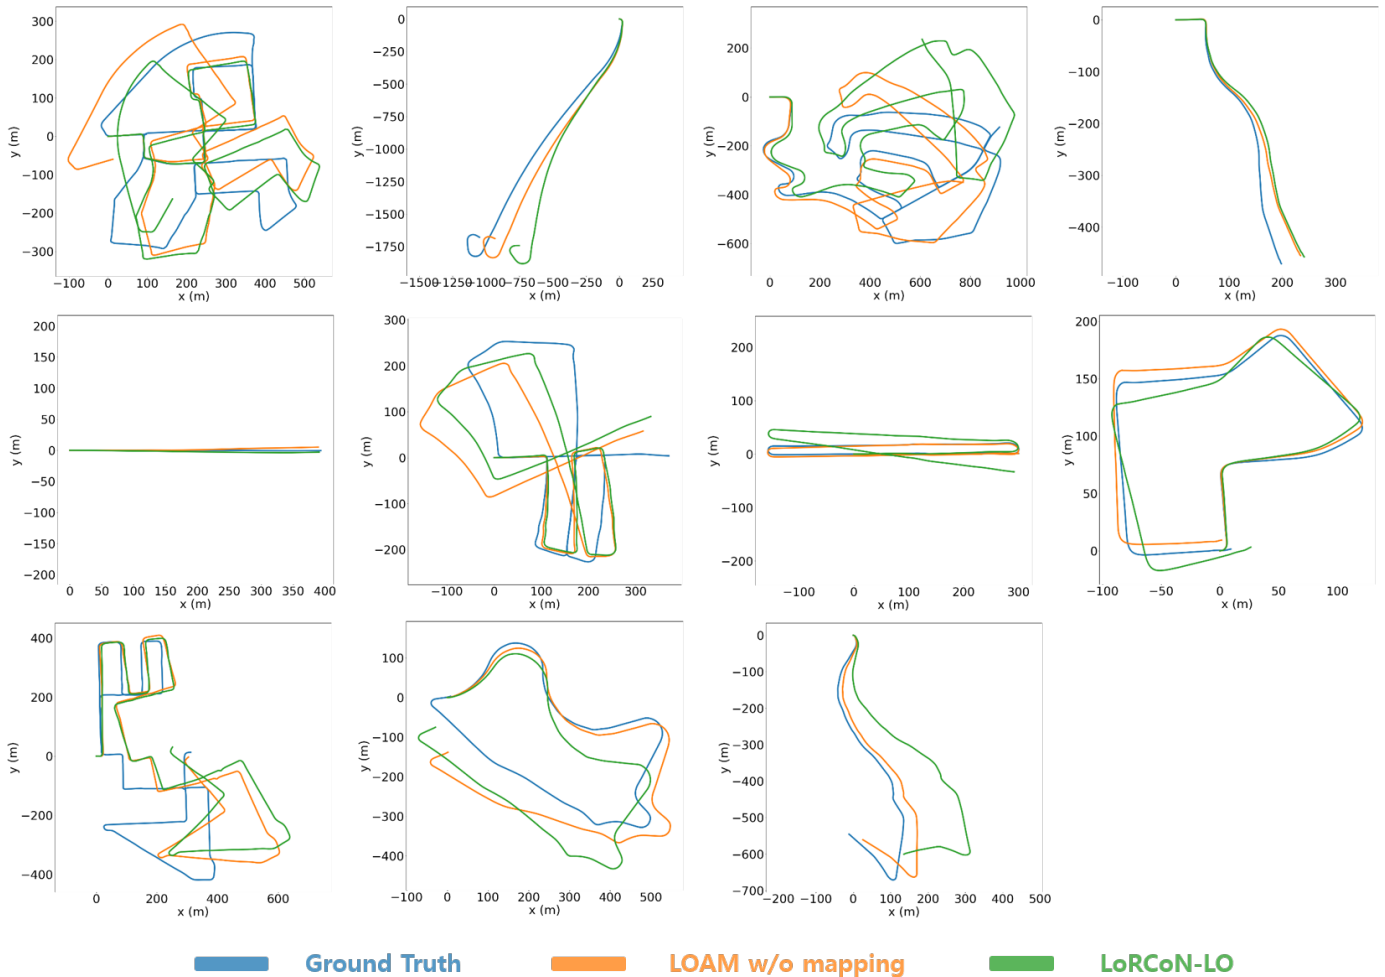 300
200
100
0
−100
−200
−300
y (m)
−100 0 100 200 300 400 500
x (m)
0
−250
−500
−750
−1000
−1250
−1500
−1750
y (m)
−1500−1250−1000−750 −500 −250 0 250
x (m)
200
0
−200
−400
−600
y (m)
0 200 400 600 800 1000
x (m)
0
−100
−200
−300
−400
y (m)
−100 0 100 200 300
x (m)
200
150
100
50
0
−50
−100
−150
−200
y (m)
0 50 100 150 200 250 300 350 400
x (m)
300
200
100
0
−100
−200
y (m)
−100 0 100 200 300
x (m)
200
100
0
−100
−200
y (m)
−100 0 100 200 300
x (m)
200
150
100
50
0
y (m)
−100 −50 0 50 100
x (m)
400
200
0
−200
−400
y (m)
0 200 400 600
x (m)
100
0
−100
−200
−300
−400
y (m)
−100 0 100 200 300 400 500
x (m)
0
−100
−200
−300
−400
−500
−600
−700
y (m)
−200 −100 0 100 200 300 400 500
x (m)
Ground Truth LOAM w/o mapping LoRCoN-LO